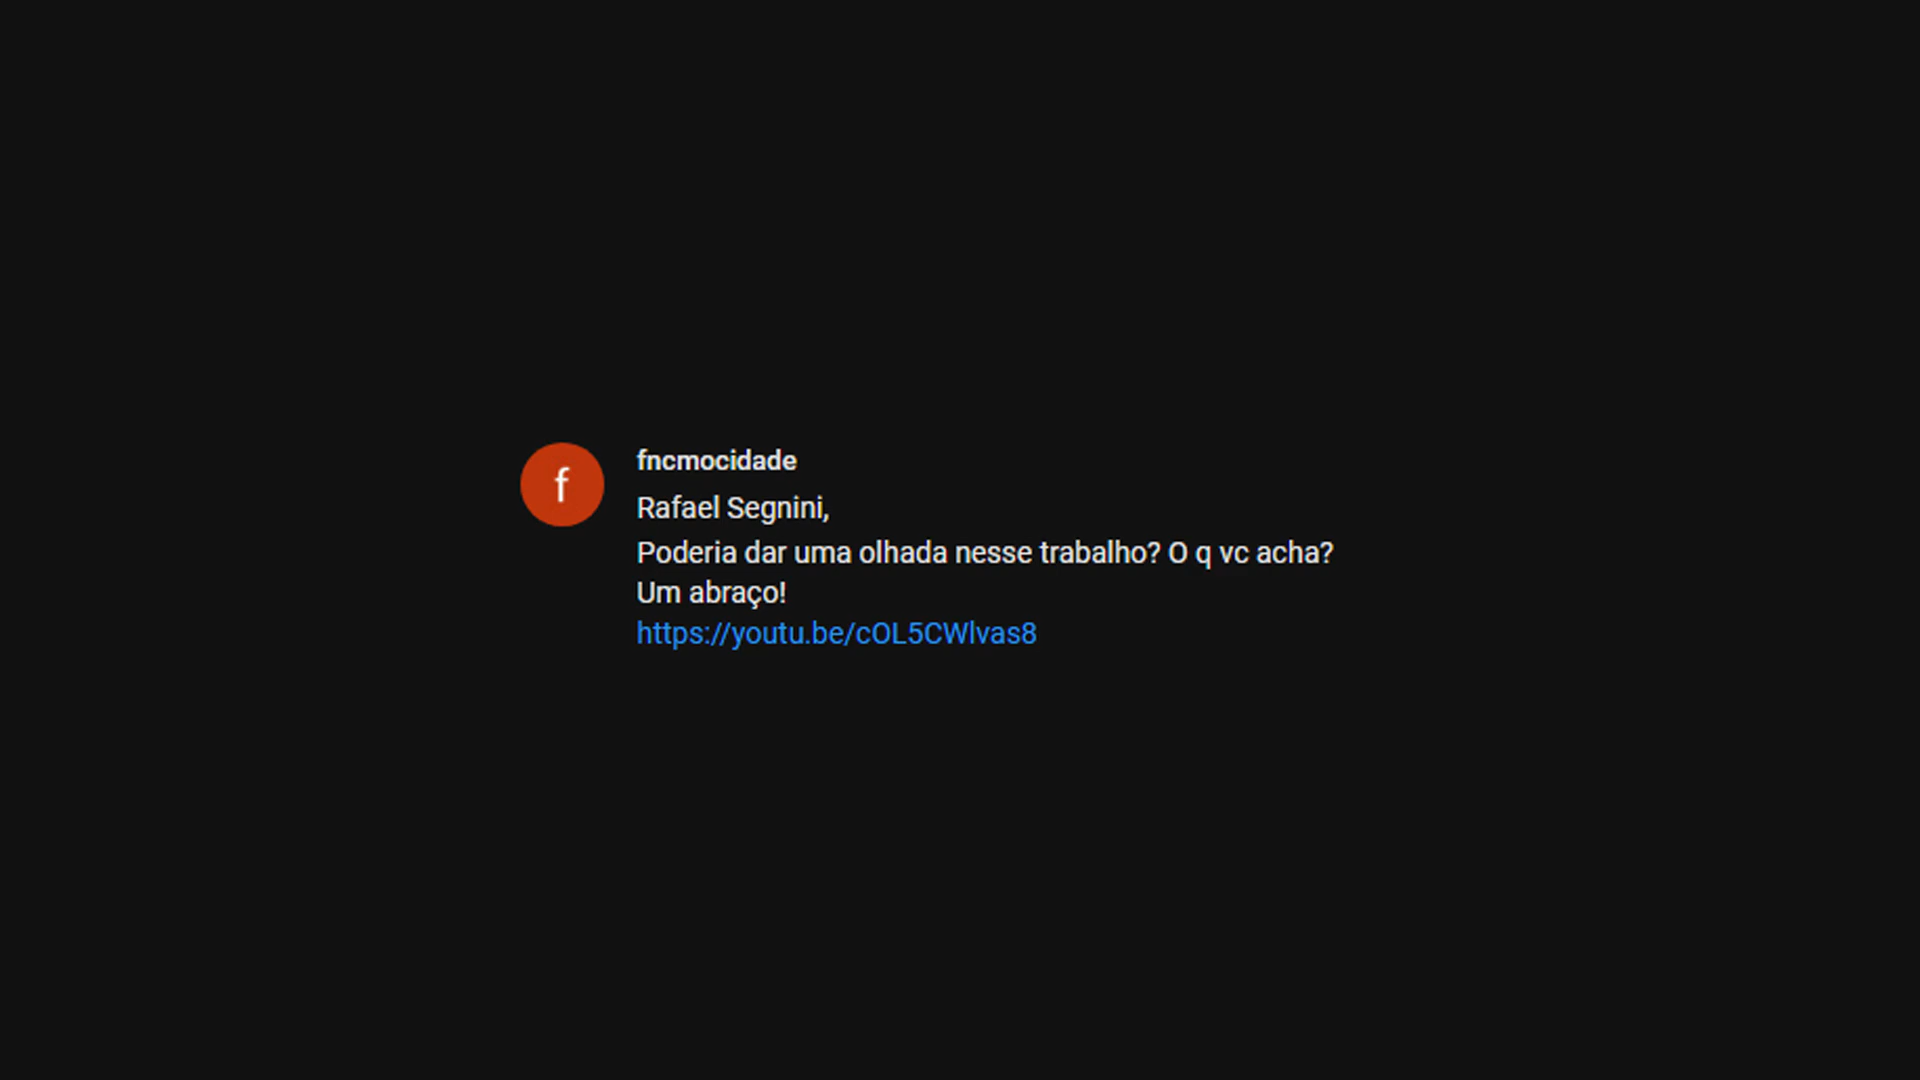 f
fncmocidade
Rafael Segnini,
Poderia dar uma olhada nesse trabalho? O q vc acha?
Um abraço!
https://youtu.be/cOL5CWlvas8